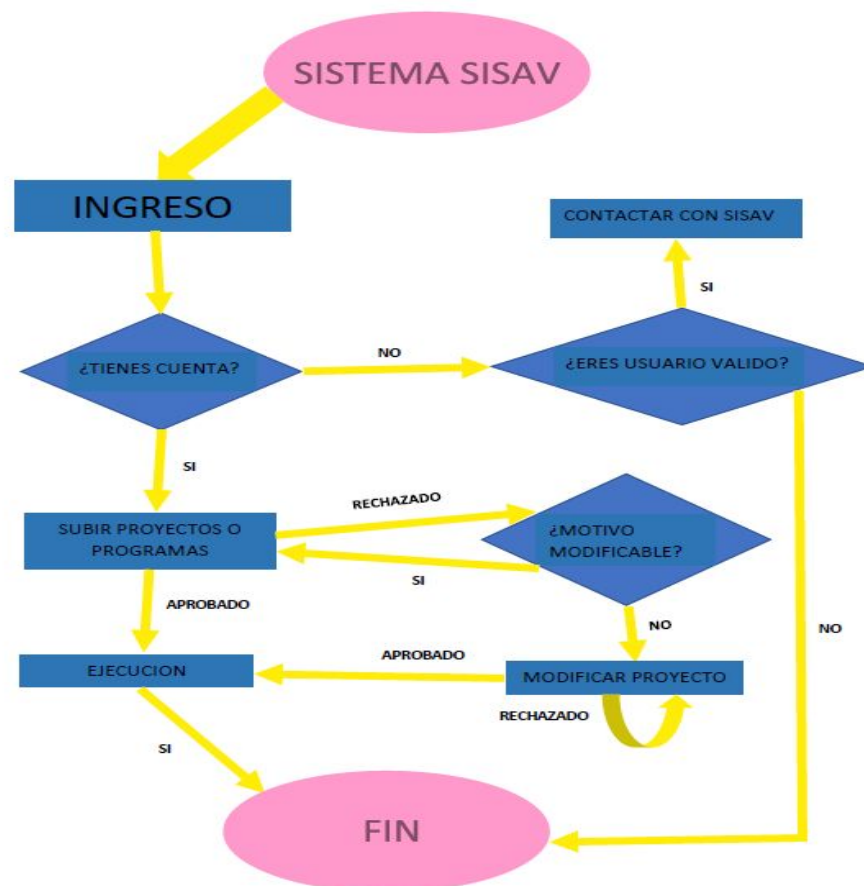 SISTEMA SISAV
INGRESO
CONTACTAR CON SISAV
SI
¿TIENES CUENTA?
NO
¿ERES USUARIO VALIDO?
SI
RECHAZADO
SUBIR PROYECTOS O
PROGRAMAS
¿MOTIVO
MODIFICABLE?
SI
APROBADO
NO
NO
APROBADO
EJECUCION
MODIFICAR PROYECTO
RECHAZADO
SI
FIN